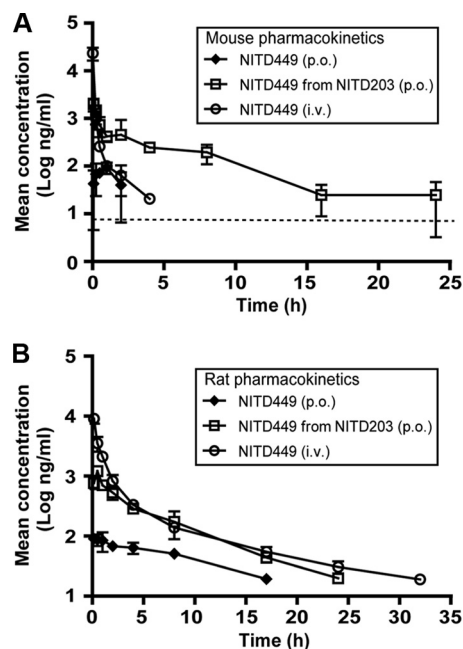 A
Mouse pharmacokinetics
NITD449 (p.o.)
NITD449 from NITD203 (p.o.)
NITD449 (i.v.)
Mean concentration
(Log ng/ml)
5
4
3
2
1
0
0 5 10 15 20 25
Time (h)
B
Rat pharmacokinetics
NITD449 (p.o.)
NITD449 from NITD203 (p.o.)
NITD449 (i.v.)
Mean concentration
(Log ng/ml)
5
4
3
2
1
0 5 10 15 20 25 30 35
Time (h)